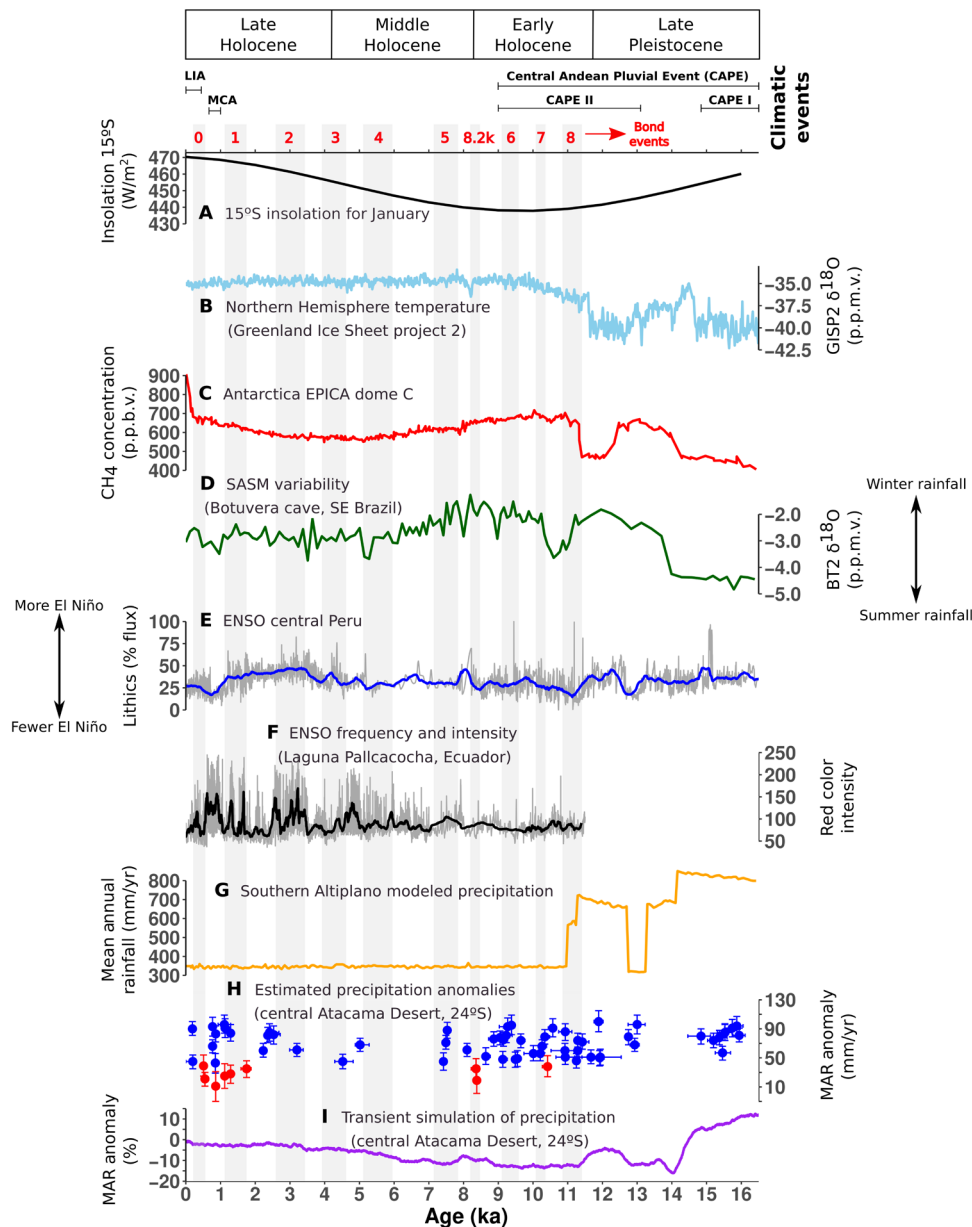 Late Holocene
Middle Holocene
Early Holocene
Late Pleistocene
Climatic events
LIA
MCA
Central Andean Pluvial Event (CAPE)
CAPE II
CAPE I
0 1 2 3 4 5 8.2k 6 7 8
Bond events
Insolation 15ºS (W/m²)
470
460
450
440
430
A 15ºS insolation for January
B Northern Hemisphere temperature
(Greenland Ice Sheet project 2)
−35.0
−37.5
−40.0
−42.5
GISP2 δ¹⁸O (p.p.m.v.)
CH4 concentration (p.p.b.v.)
900
800
700
600
500
400
C Antarctica EPICA dome C
D SASM variability
(Botuvera cave, SE Brazil)
−2.0
−3.0
−4.0
−5.0
BT2 δ¹⁸O (p.p.m.v.)
Winter rainfall
Summer rainfall
More El Niño
Fewer El Niño
Lithics (% flux)
100
75
50
25
0
E ENSO central Peru
F ENSO frequency and intensity
(Laguna Pallcacocha, Ecuador)
250
200
150
100
50
Red color intensity
Mean annual rainfall (mm/yr)
800
700
600
500
400
300
G Southern Altiplano modeled precipitation
H Estimated precipitation anomalies
(central Atacama Desert, 24ºS)
130
90
50
10
MAR anomaly (mm/yr)
MAR anomaly (%)
10
0
−10
−20
I Transient simulation of precipitation
(central Atacama Desert, 24ºS)
0 1 2 3 4 5 6 7 8 9 10 11 12 13 14 15 16
Age (ka)